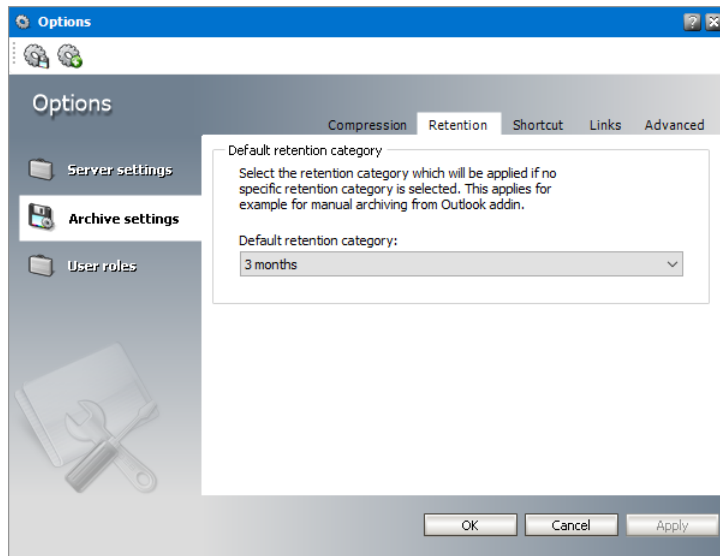 Options
Options
Compression Retention Shortcut Links Advanced
Server settings
Archive settings
User roles
Default retention category
Select the retention category which will be applied if no
specific retention category is selected. This applies for
example for manual archiving from Outlook addin.
Default retention category:
3 months
OK Cancel Apply